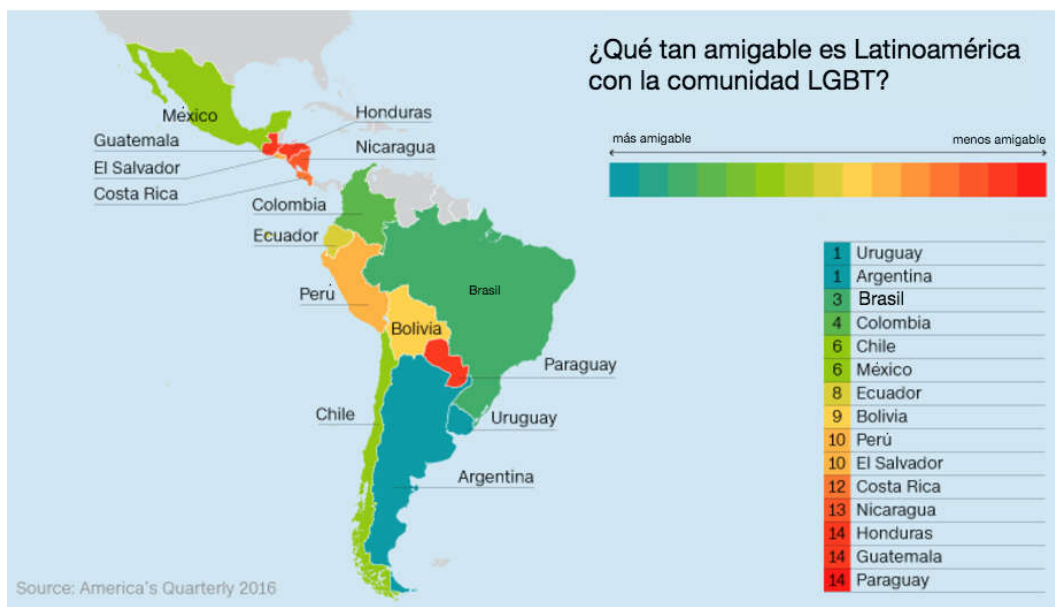 ¿Qué tan amigable es Latinoamérica
con la comunidad LGBT?
más amigable
menos amigable
México
Honduras
Guatemala
Nicaragua
El Salvador
Costa Rica
Colombia
Ecuador
Perú
Brasil
Bolivia
Paraguay
Chile
Uruguay
Argentina
1 Uruguay
1 Argentina
3 Brasil
4 Colombia
6 Chile
6 México
8 Ecuador
9 Bolivia
10 Perú
10 El Salvador
12 Costa Rica
13 Nicaragua
14 Honduras
14 Guatemala
14 Paraguay
Source: America's Quarterly 2016